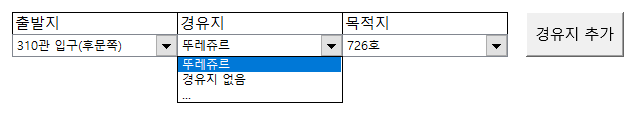 출발지 경유지 목적지
310관 입구(후문쪽) 뚜레쥬르 726호 경유지 추가
뚜레쥬르
경유지 없음
...